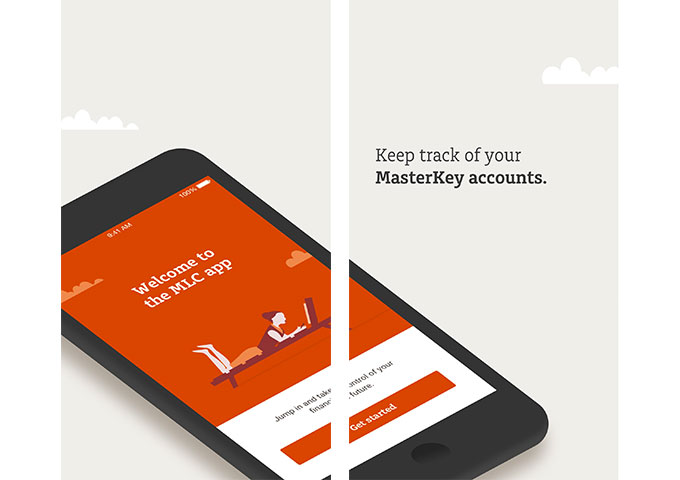 100%
9:41 AM
Welcome to
the MLC app
Jump in and take control of your
financial future.
Get started
Keep track of your
MasterKey accounts.